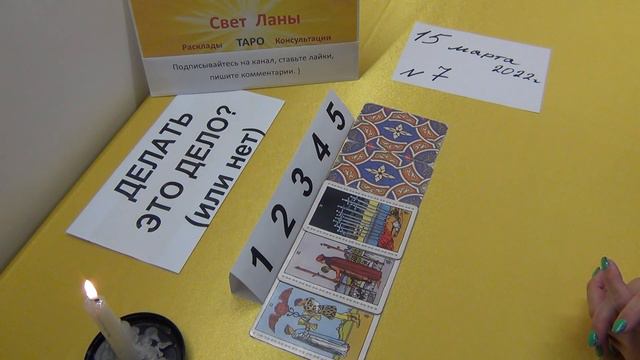 Свет Ланы
Расклады ТАРО Консультации
Подписывайтесь на канал, ставьте лайки,
пишите комментарии. )
15 марта
2022г
N 7
ДЕЛАТЬ
ЭТО ДЕЛО?
(или нет)
1 2 3 4 5